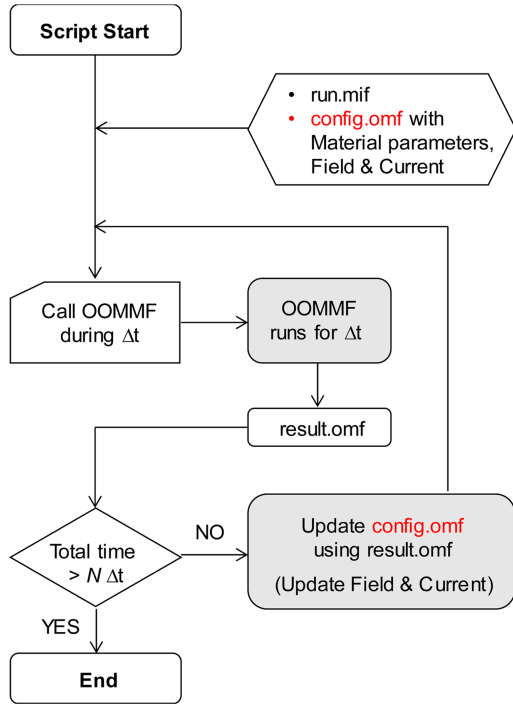 Script Start
• run.mif
• config.omf with
Material parameters,
Field & Current
Call OOMMF
during Δt
OOMMF
runs for Δt
result.omf
Total time
> N Δt
NO
Update config.omf
using result.omf
(Update Field & Current)
YES
End